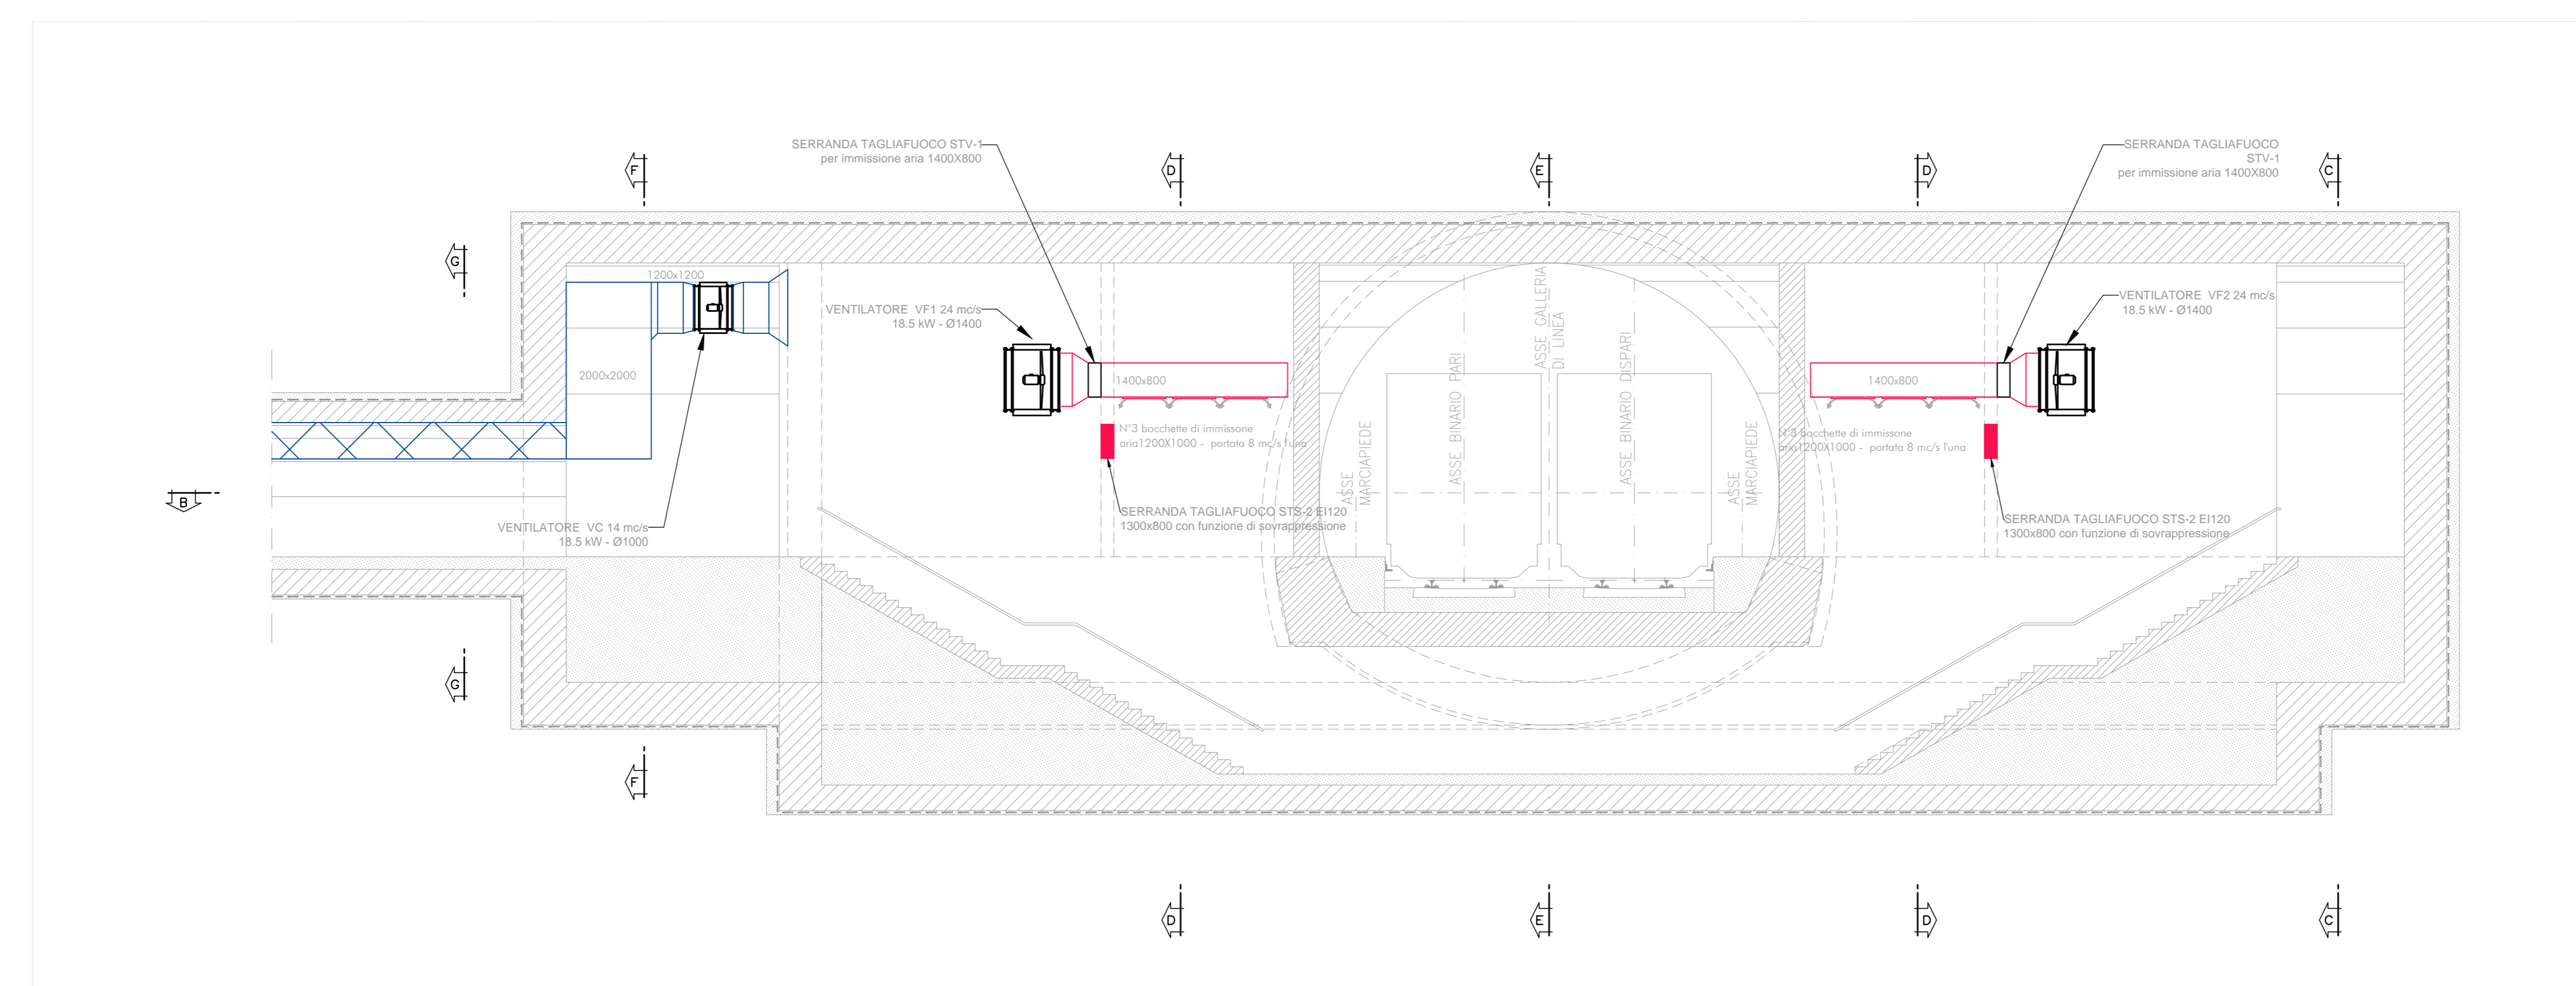 SERRANDA TAGLIAFUOCO STV-1
per immissione aria 1400X800
SERRANDA TAGLIAFUOCO
STV-1
per immissione aria 1400X800
F
D
E
D
C
G
1200x1200
VENTILATORE  VF1 24 mc/s
18.5 kW - Ø1400
VENTILATORE  VF2 24 mc/s
18.5 kW - Ø1400
2000x2000
1400x800
1400x800
ASSE GALLERIA
DI LINEA
ASSE BINARIO PARI
ASSE BINARIO DISPARI
N°3 bocchette di immissone
aria1200X1000 -  portata 8 mc/s l'una
N°3 bocchette di immissone
aria1200X1000 -  portata 8 mc/s l'una
ASSE
MARCIAPIEDE
ASSE
MARCIAPIEDE
B
VENTILATORE  VC 14 mc/s
18.5 kW - Ø1000
SERRANDA TAGLIAFUOCO STS-2 EI120
1300x800 con funzione di sovrappressione
SERRANDA TAGLIAFUOCO STS-2 EI120
1300x800 con funzione di sovrappressione
G
F
D
E
D
C